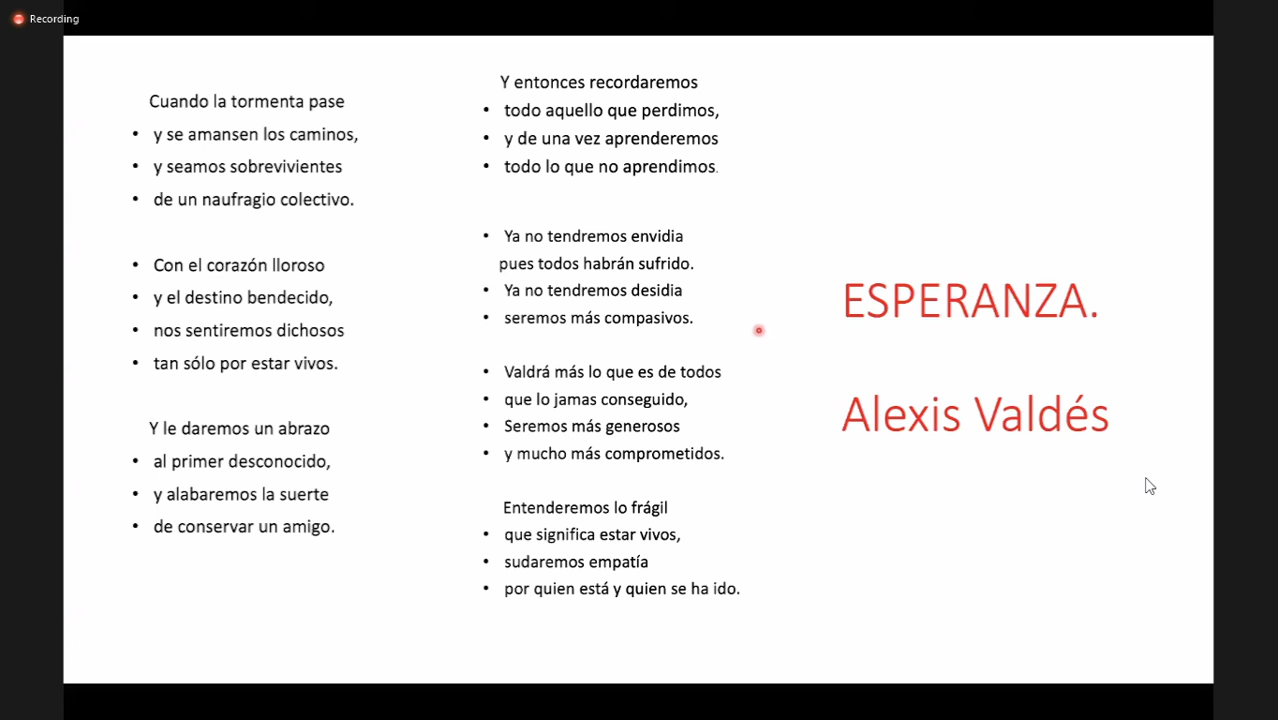 Recording
Cuando la tormenta pase
• y se amansen los caminos,
• y seamos sobrevivientes
• de un naufragio colectivo.
• Con el corazón lloroso
• y el destino bendecido,
• nos sentiremos dichosos
• tan sólo por estar vivos.
Y le daremos un abrazo
• al primer desconocido,
• y alabaremos la suerte
• de conservar un amigo.
Y entonces recordaremos
• todo aquello que perdimos,
• y de una vez aprenderemos
• todo lo que no aprendimos.
• Ya no tendremos envidia
pues todos habrán sufrido.
• Ya no tendremos desidia
• seremos más compasivos.
• Valdrá más lo que es de todos
• que lo jamas conseguido,
• Seremos más generosos
• y mucho más comprometidos.
Entenderemos lo frágil
• que significa estar vivos,
• sudaremos empatía
• por quien está y quien se ha ido.
ESPERANZA.
Alexis Valdés